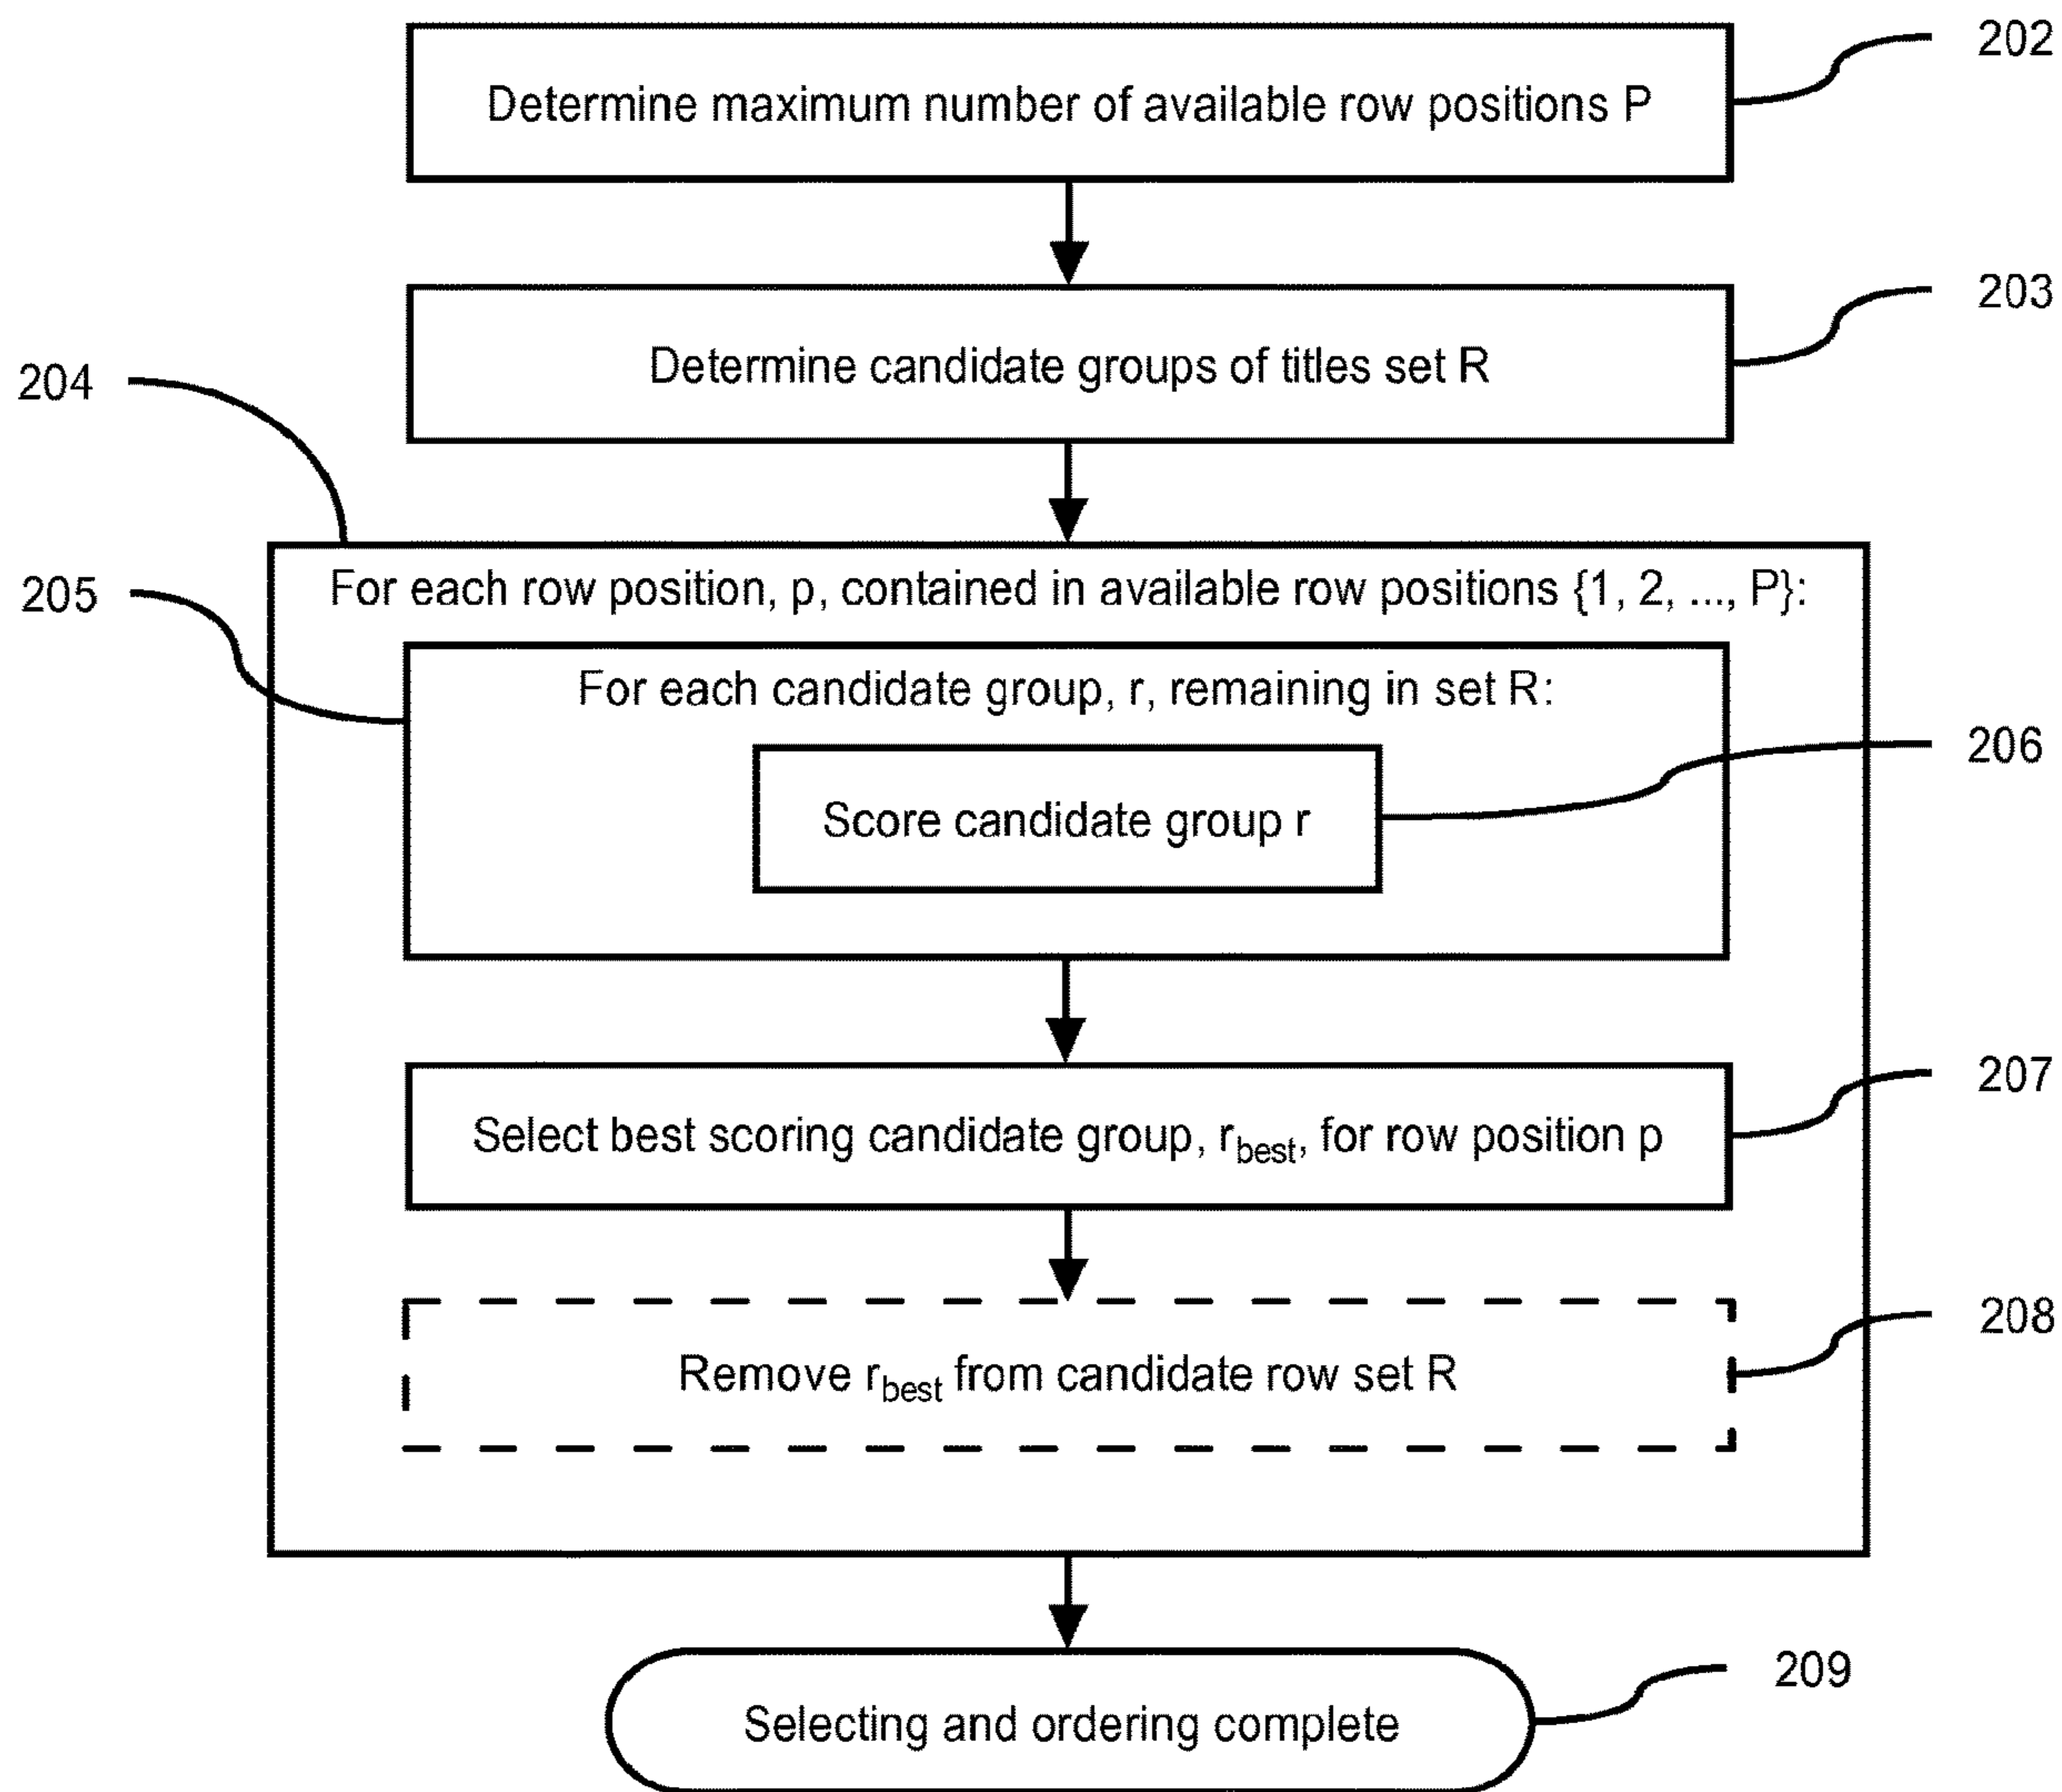 202
Determine maximum number of available row positions P
203
Determine candidate groups of titles set R
204
For each row position, p, contained in available row positions {1, 2, ..., P}:
205
For each candidate group, r, remaining in set R:
206
Score candidate group r
207
Select best scoring candidate group, r_best, for row position p
208
Remove r_best from candidate row set R
209
Selecting and ordering complete